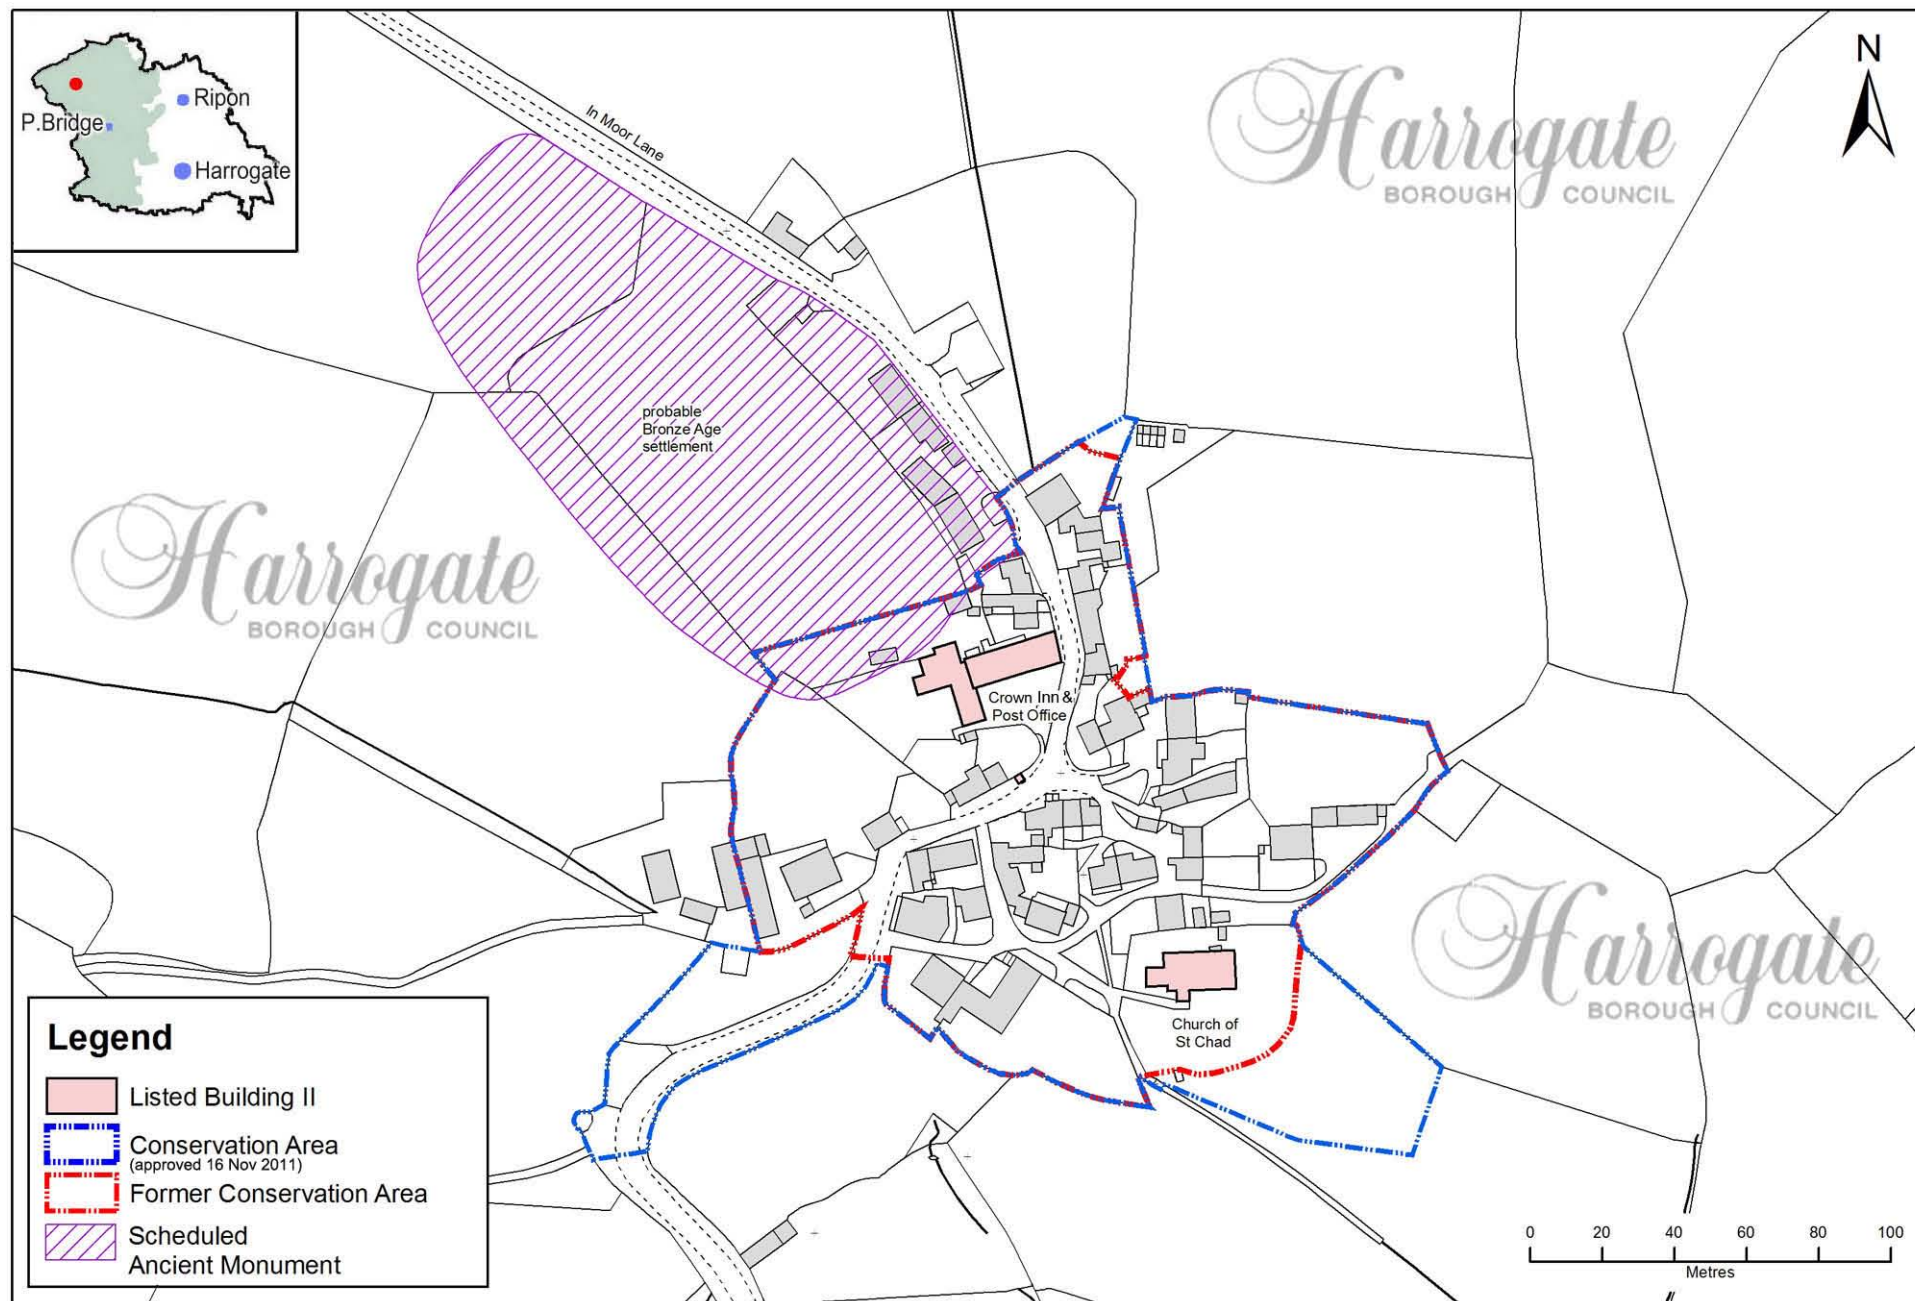 Ripon
P.Bridge
Harrogate
N
Harrogate
BOROUGH COUNCIL
In Moor Lane
probable
Bronze Age
settlement
Harrogate
BOROUGH COUNCIL
Crown Inn &
Post Office
Harrogate
BOROUGH COUNCIL
Church of
St Chad
Legend
Listed Building II
Conservation Area
(approved 16 Nov 2011)
Former Conservation Area
Scheduled
Ancient Monument
0 20 40 60 80 100
Metres